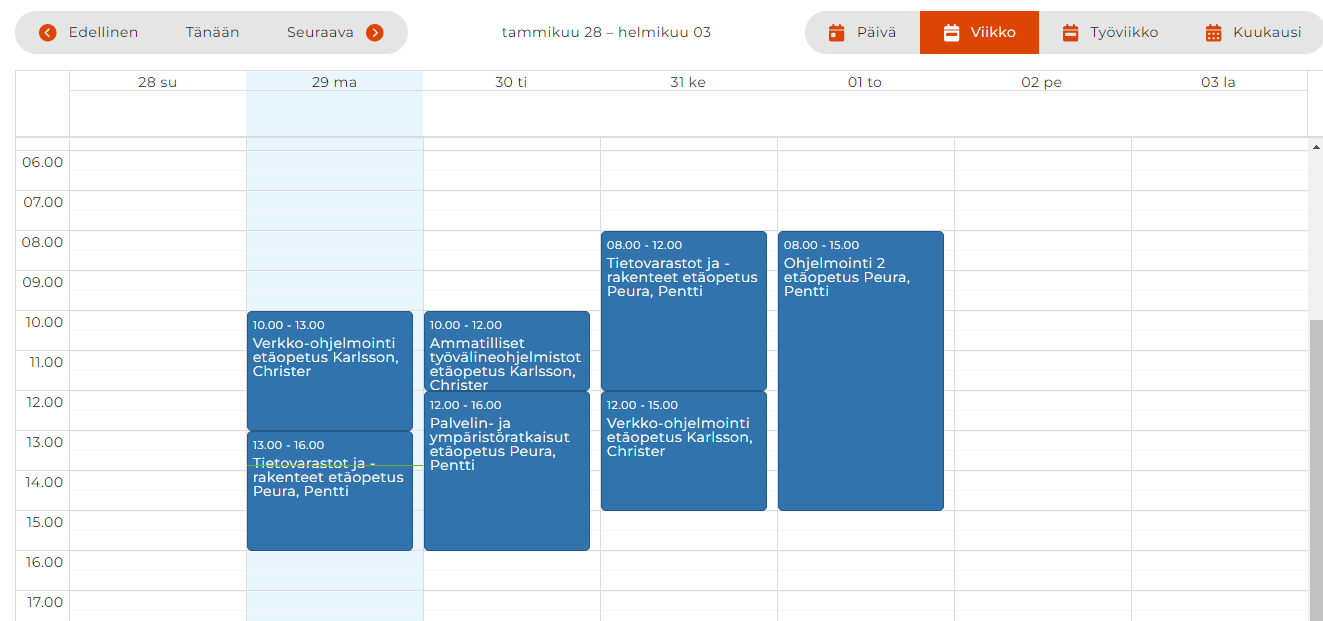 Edellinen Tänään Seuraava tammikuu 28 – helmikuu 03 Päivä Viikko Työviikko Kuukausi
28 su 29 ma 30 ti 31 ke 01 to 02 pe 03 la
06.00
07.00
08.00
09.00
10.00
11.00
12.00
13.00
14.00
15.00
16.00
17.00
10.00 - 13.00
Verkko-ohjelmointi
etäopetus Karlsson,
Christer
13.00 - 16.00
Tietovarastot ja -
rakenteet etäopetus
Peura, Pentti
10.00 - 12.00
Ammatilliset
työvälineohjelmistot
etäopetus Karlsson,
Christer
12.00 - 16.00
Palvelin- ja
ympäristöratkaisut
etäopetus Peura,
Pentti
08.00 - 12.00
Tietovarastot ja -
rakenteet etäopetus
Peura, Pentti
12.00 - 15.00
Verkko-ohjelmointi
etäopetus Karlsson,
Christer
08.00 - 15.00
Ohjelmointi 2
etäopetus Peura,
Pentti